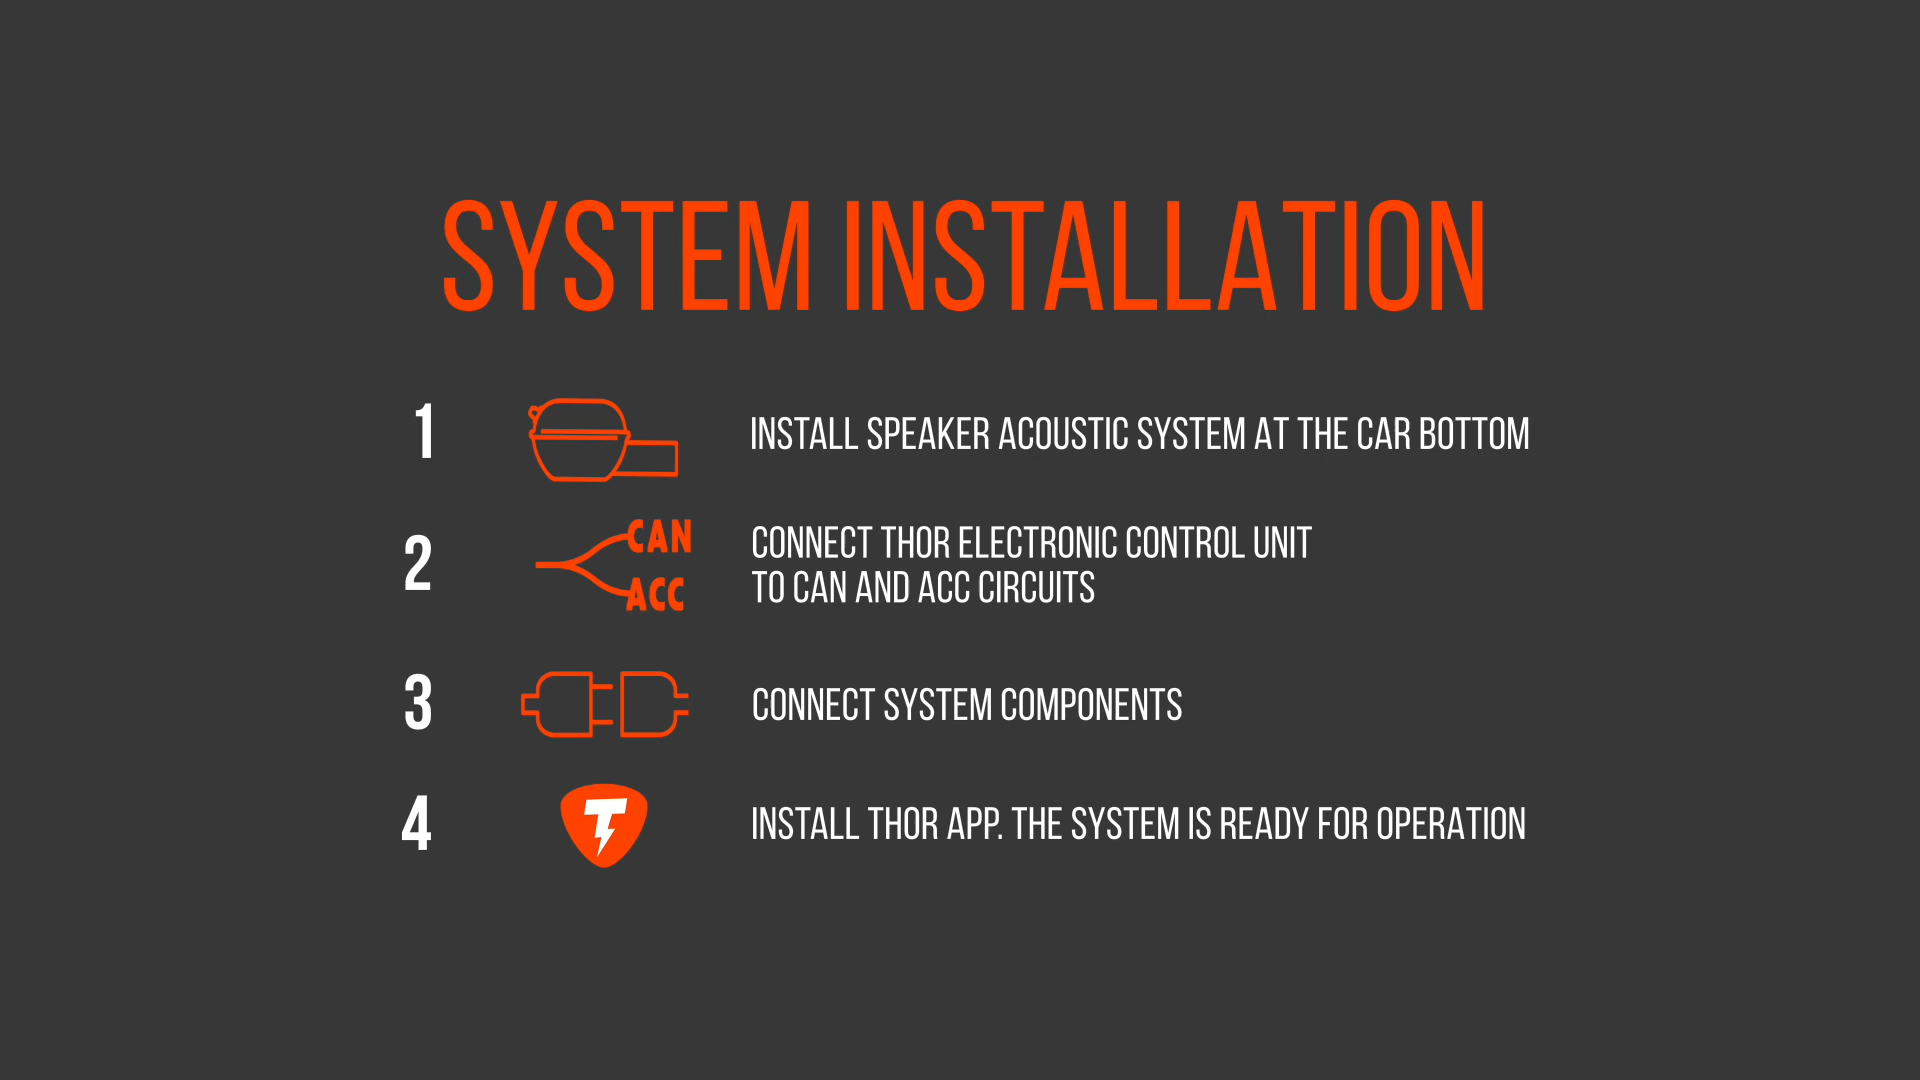 SYSTEM INSTALLATION
1
INSTALL SPEAKER ACOUSTIC SYSTEM AT THE CAR BOTTOM
2
CAN
ACC
CONNECT THOR ELECTRONIC CONTROL UNIT
TO CAN AND ACC CIRCUITS
3
CONNECT SYSTEM COMPONENTS
4
T
INSTALL THOR APP. THE SYSTEM IS READY FOR OPERATION